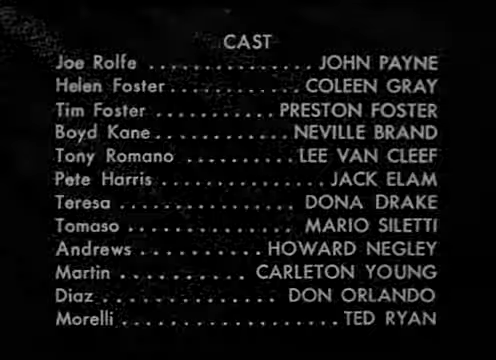 CAST
Joe Rolfe ............... JOHN PAYNE
Helen Foster ............. COLEEN GRAY
Tim Foster ........... PRESTON FOSTER
Boyd Kane ............ NEVILLE BRAND
Tony Romano .......... LEE VAN CLEEF
Pete Harris ............... JACK ELAM
Teresa ................. DONA DRAKE
Tomaso ................ MARIO SILETTI
Andrews .......... HOWARD NEGLEY
Martin .......... CARLETON YOUNG
Diaz ............... DON ORLANDO
Morelli .................... TED RYAN